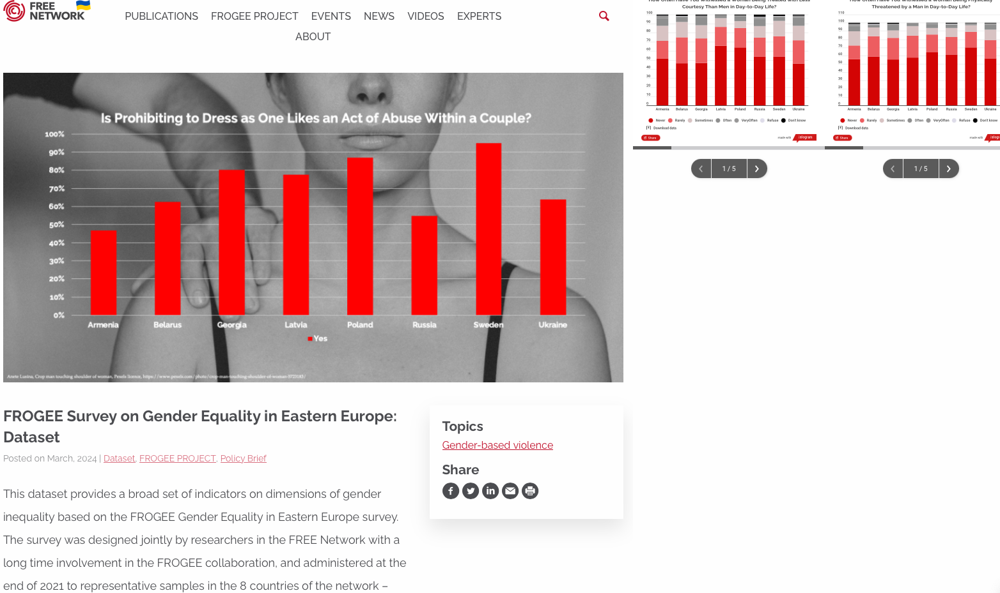 FREE
NETWORK
PUBLICATIONS FROGEE PROJECT EVENTS NEWS VIDEOS EXPERTS
ABOUT
Is Prohibiting to Dress as One Likes an Act of Abuse Within a Couple?
100%
90%
80%
70%
60%
50%
40%
30%
20%
10%
0%
Armenia Belarus Georgia Latvia Poland Russia Sweden Ukraine
Yes
Anete Lusina, Crop man touching shoulder of woman, Pexels licence, https://www.pexels.com/photo/crop-man-touching-shoulder-of-woman-5723183/
FROGEE Survey on Gender Equality in Eastern Europe:
Dataset
Posted on March, 2024 | Dataset, FROGEE PROJECT, Policy Brief
This dataset provides a broad set of indicators on dimensions of gender
inequality based on the FROGEE Gender Equality in Eastern Europe survey.
The survey was designed jointly by researchers in the FREE Network with a
long time involvement in the FROGEE collaboration, and administered at the
end of 2021 to representative samples in the 8 countries of the network –
Topics
Gender-based violence
Share
How Often Have You Witnessed a Woman Being Treated with Less
Courtesy Than Men in Day-to-Day Life?
100
90
80
70
60
50
40
30
20
10
0
Armenia Belarus Georgia Latvia Poland Russia Sweden Ukraine
Never Rarely Sometimes Often VeryOften Refuse Don't know
Download data
Share
made with infogram
1 / 5
How Often Have You Witnessed a Woman Being Physically
Threatened by a Man in Day-to-Day Life?
110
100
90
80
70
60
50
40
30
20
10
0
Armenia Belarus Georgia Latvia Poland Russia Sweden Ukraine
Never Rarely Sometimes Often VeryOften Refuse Don't know
Download data
Share
made with infogr
1 / 5